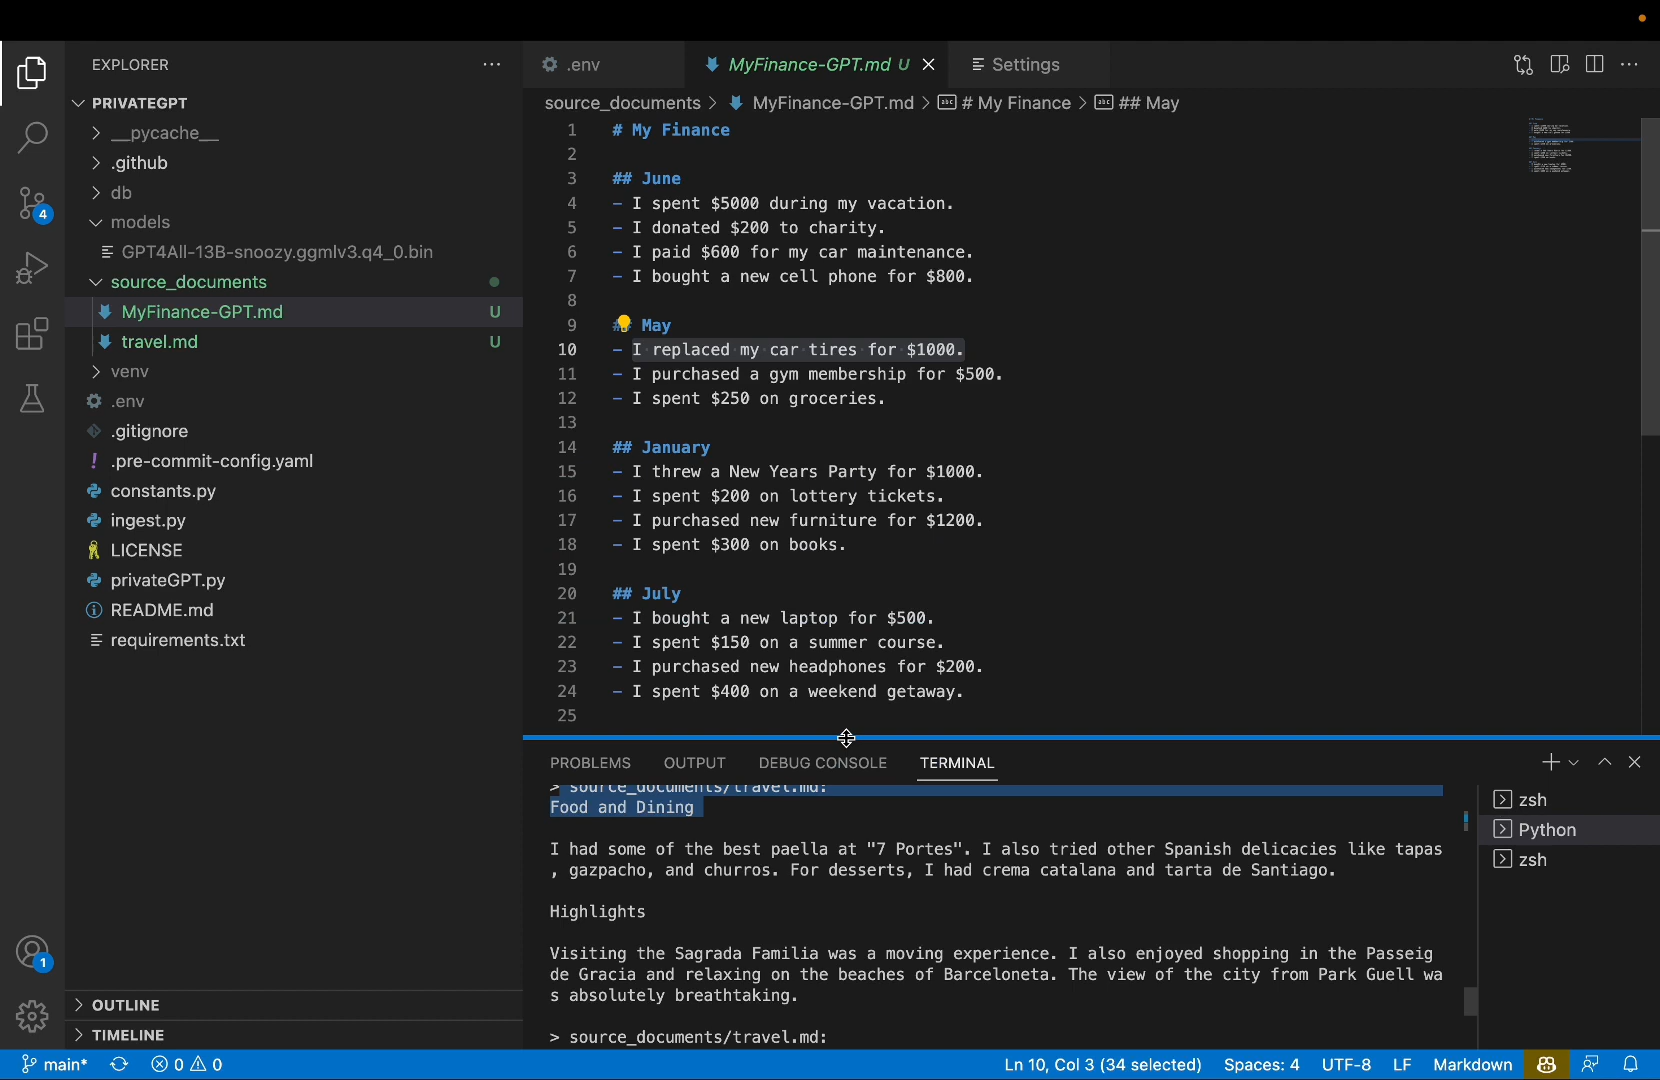 EXPLORER
PRIVATEGPT
__pycache__
.github
db
models
GPT4All-13B-snoozy.ggmlv3.q4_0.bin
source_documents
MyFinance-GPT.md U
travel.md U
venv
.env
.gitignore
.pre-commit-config.yaml
constants.py
ingest.py
LICENSE
privateGPT.py
README.md
requirements.txt
OUTLINE
TIMELINE
4
1
.env
MyFinance-GPT.md U
Settings
source_documents > MyFinance-GPT.md > # My Finance > ## May
1 # My Finance
2
3 ## June
4 - I spent $5000 during my vacation.
5 - I donated $200 to charity.
6 - I paid $600 for my car maintenance.
7 - I bought a new cell phone for $800.
8
9 ## May
10 - I replaced my car tires for $1000.
11 - I purchased a gym membership for $500.
12 - I spent $250 on groceries.
13
14 ## January
15 - I threw a New Years Party for $1000.
16 - I spent $200 on lottery tickets.
17 - I purchased new furniture for $1200.
18 - I spent $300 on books.
19
20 ## July
21 - I bought a new laptop for $500.
22 - I spent $150 on a summer course.
23 - I purchased new headphones for $200.
24 - I spent $400 on a weekend getaway.
25
PROBLEMS OUTPUT DEBUG CONSOLE TERMINAL
> source_documents/travel.md:
Food and Dining
I had some of the best paella at "7 Portes". I also tried other Spanish delicacies like tapas
, gazpacho, and churros. For desserts, I had crema catalana and tarta de Santiago.
Highlights
Visiting the Sagrada Familia was a moving experience. I also enjoyed shopping in the Passeig
de Gracia and relaxing on the beaches of Barceloneta. The view of the city from Park Guell wa
s absolutely breathtaking.
> source_documents/travel.md:
zsh
Python
zsh
main* 0 0 Ln 10, Col 3 (34 selected) Spaces: 4 UTF-8 LF Markdown